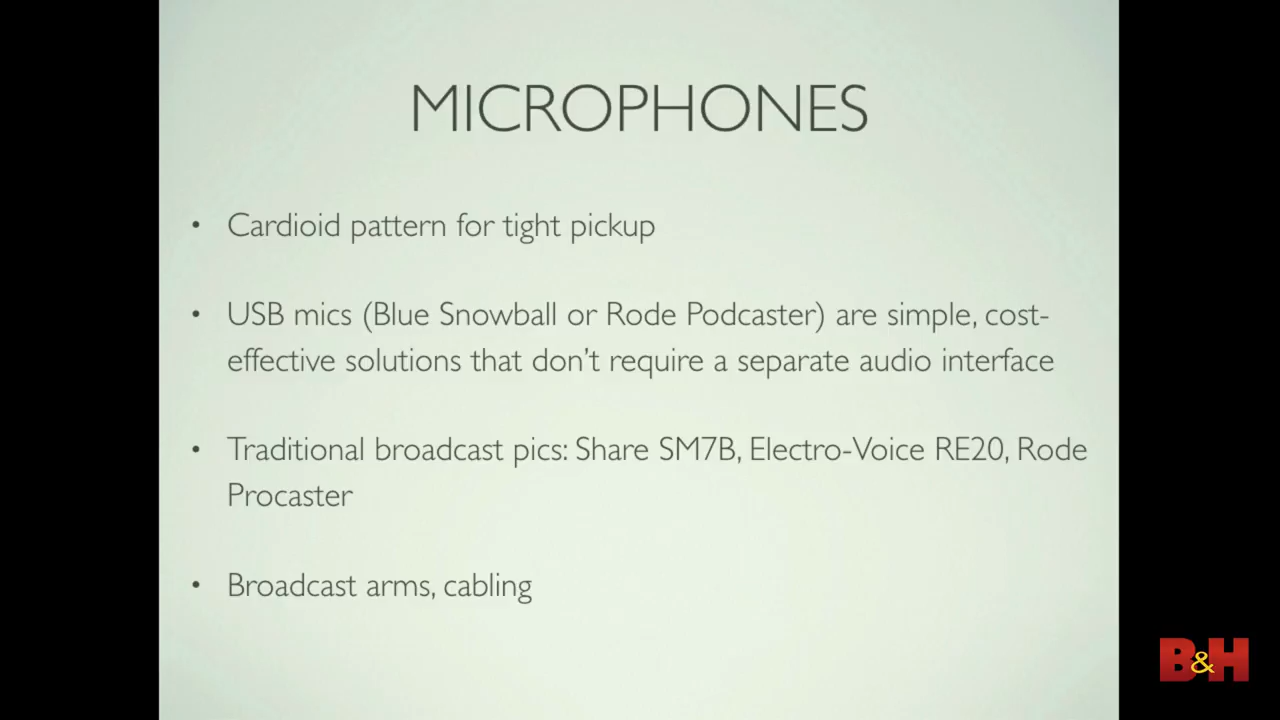 MICROPHONES
• Cardioid pattern for tight pickup
• USB mics (Blue Snowball or Rode Podcaster) are simple, cost-
effective solutions that don't require a separate audio interface
• Traditional broadcast pics: Share SM7B, Electro-Voice RE20, Rode
Procaster
• Broadcast arms, cabling
B&H